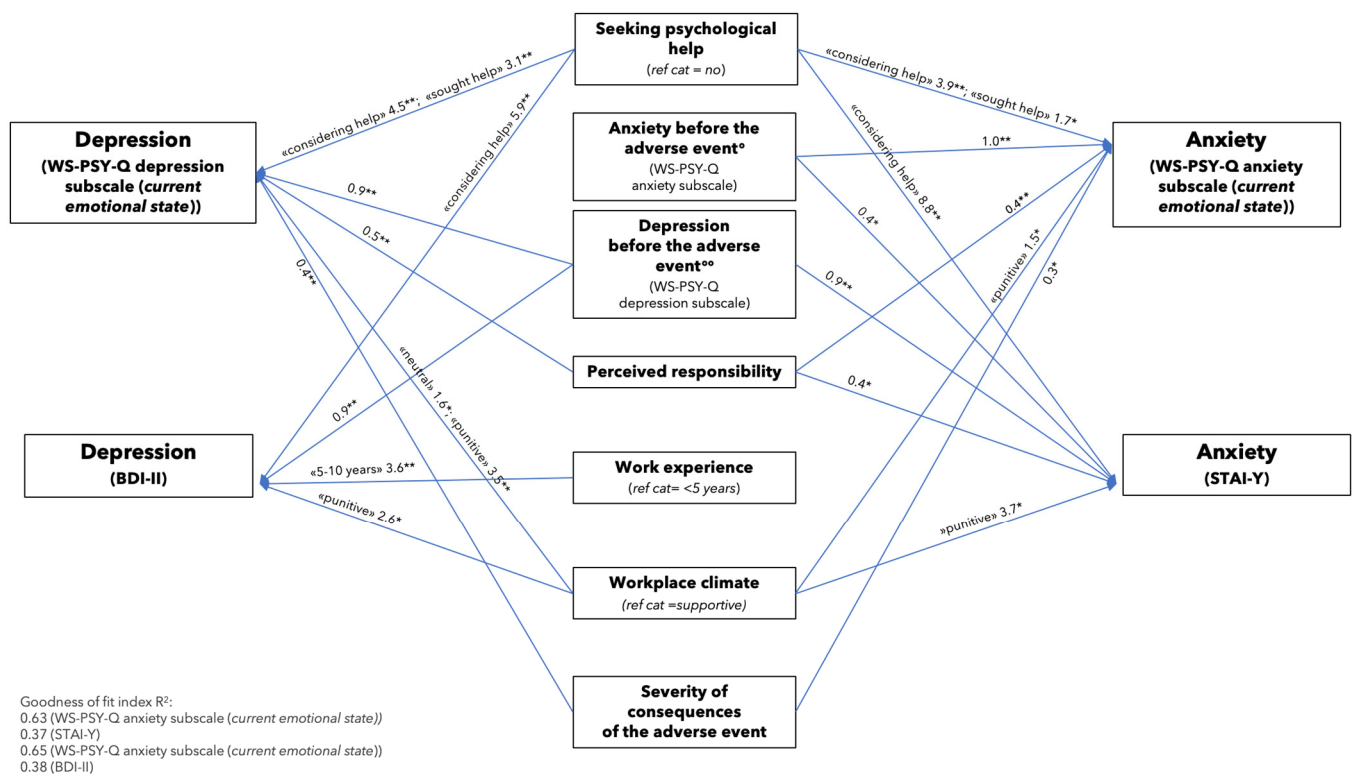 Seeking psychological
help
(ref cat = no)
«considering help» 4.5**; «sought help» 3.1**
«considering help» 3.9**; «sought help» 1.7*
«considering help» 5.9**
«considering help» 8.8**
Depression
(WS-PSY-Q depression
subscale (current
emotional state))
Anxiety before the
adverse event°
(WS-PSY-Q
anxiety subscale)
1.0**
Anxiety
(WS-PSY-Q anxiety
subscale (current
emotional state))
0.9**
0.5**
0.4**
0.4*
0.4**
«punitive» 1.5*
0.3*
Depression
before the adverse
event°°
(WS-PSY-Q
depression subscale)
0.9**
Perceived responsibility
0.4*
«neutral» 1.6*; «punitive» 3.5**
0.9**
Depression
(BDI-II)
«5-10 years» 3.6**
Work experience
(ref cat= <5 years)
Anxiety
(STAI-Y)
«punitive» 2.6*
»punitive» 3.7*
Workplace climate
(ref cat =supportive)
Severity of
consequences
of the adverse event
Goodness of fit index R²:
0.63 (WS-PSY-Q anxiety subscale (current emotional state))
0.37 (STAI-Y)
0.65 (WS-PSY-Q anxiety subscale (current emotional state))
0.38 (BDI-II)